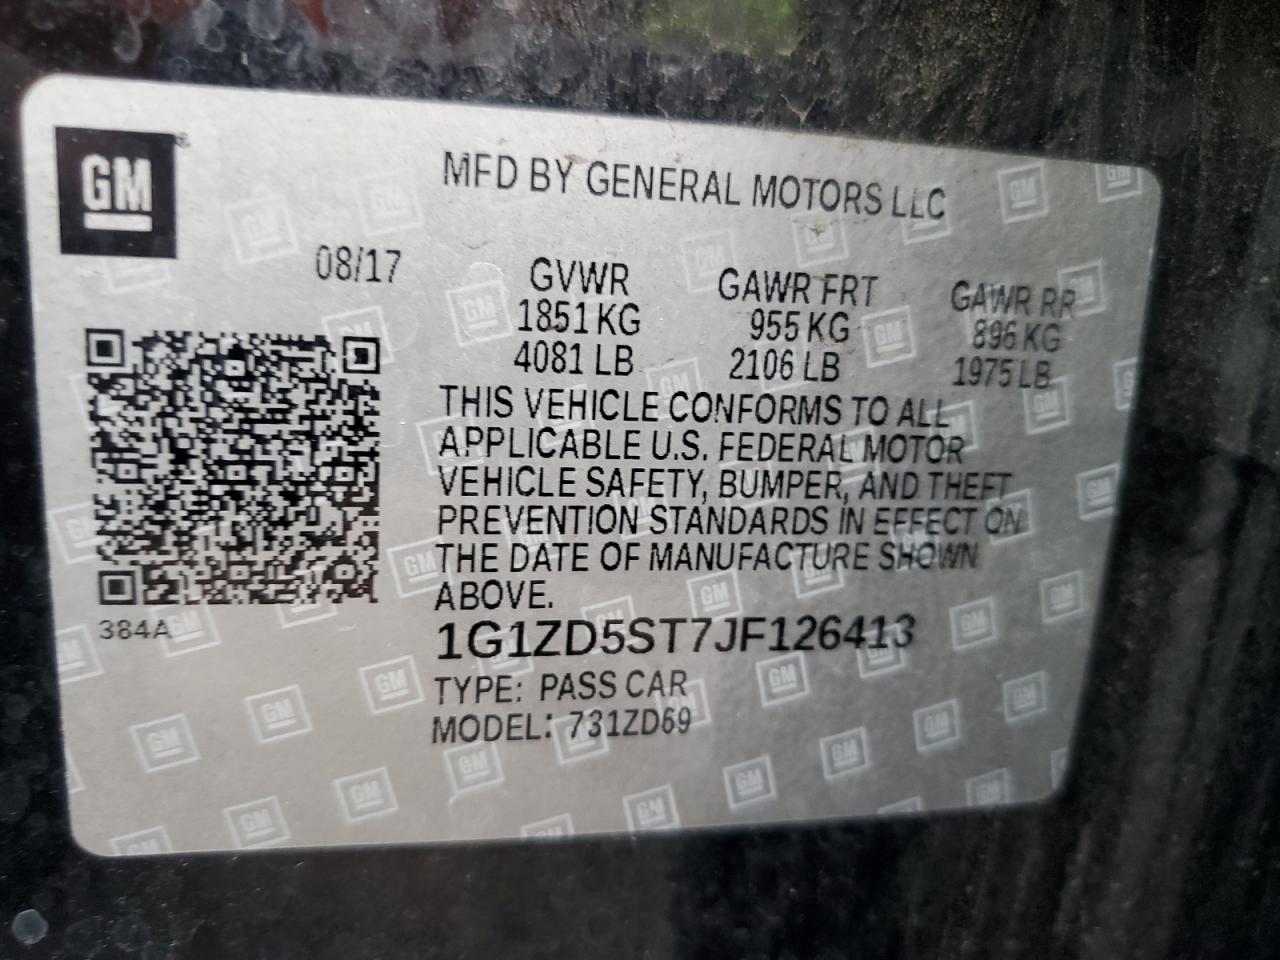 GM
MFD BY GENERAL MOTORS LLC
08/17
GVWR GAWR FRT GAWR RR
1851 KG 955 KG 896 KG
4081 LB 2106 LB 1975 LB
THIS VEHICLE CONFORMS TO ALL
APPLICABLE U.S. FEDERAL MOTOR
VEHICLE SAFETY, BUMPER, AND THEFT
PREVENTION STANDARDS IN EFFECT ON
THE DATE OF MANUFACTURE SHOWN
ABOVE.
384A
1G1ZD5ST7JF126413
TYPE: PASS CAR
MODEL: 731ZD69